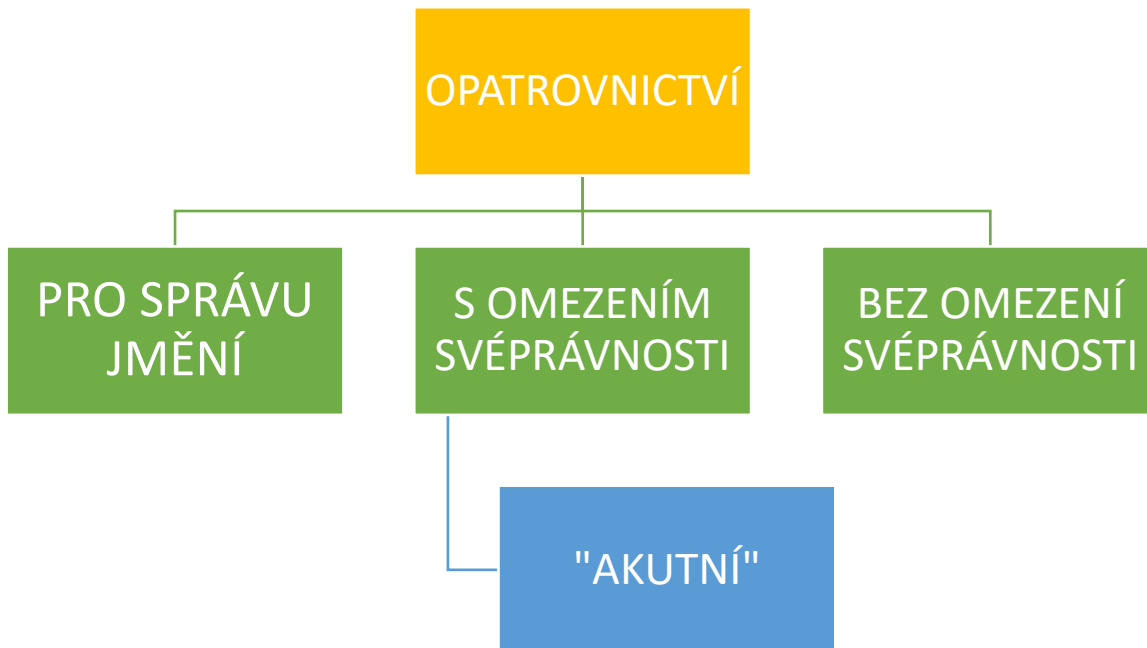 OPATROVNICTVÍ
PRO SPRÁVU
JMĚNÍ
S OMEZENÍM
SVÉPRÁVNOSTI
BEZ OMEZENÍ
SVÉPRÁVNOSTI
"AKUTNÍ"